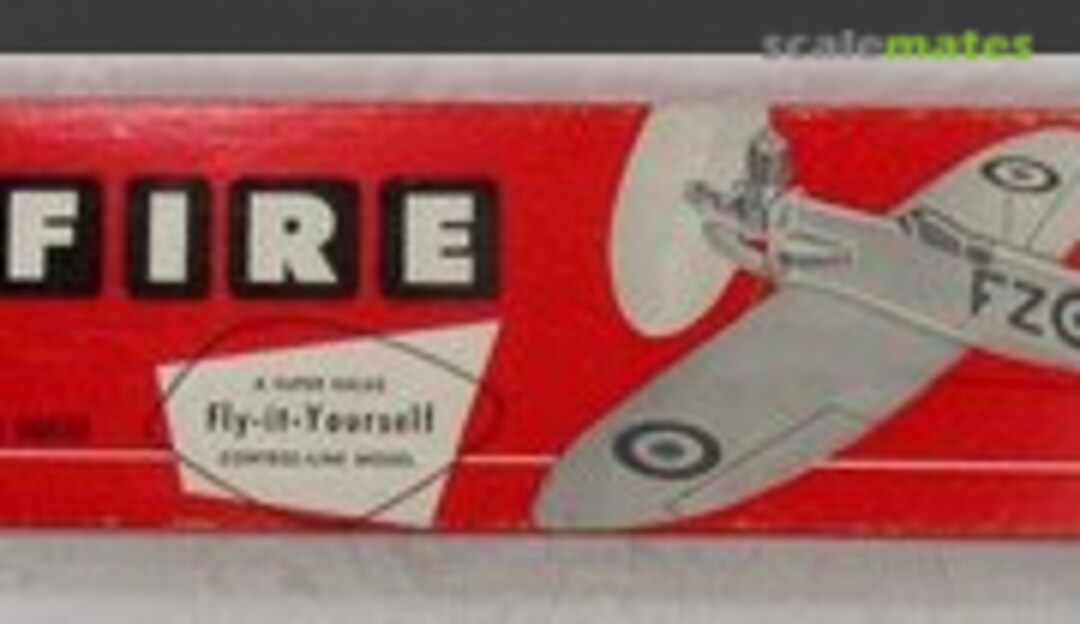 scalemates
FIRE
FZ
A SUPER VALUE
Fly-it-Yourself
CONTROL-LINE MODEL